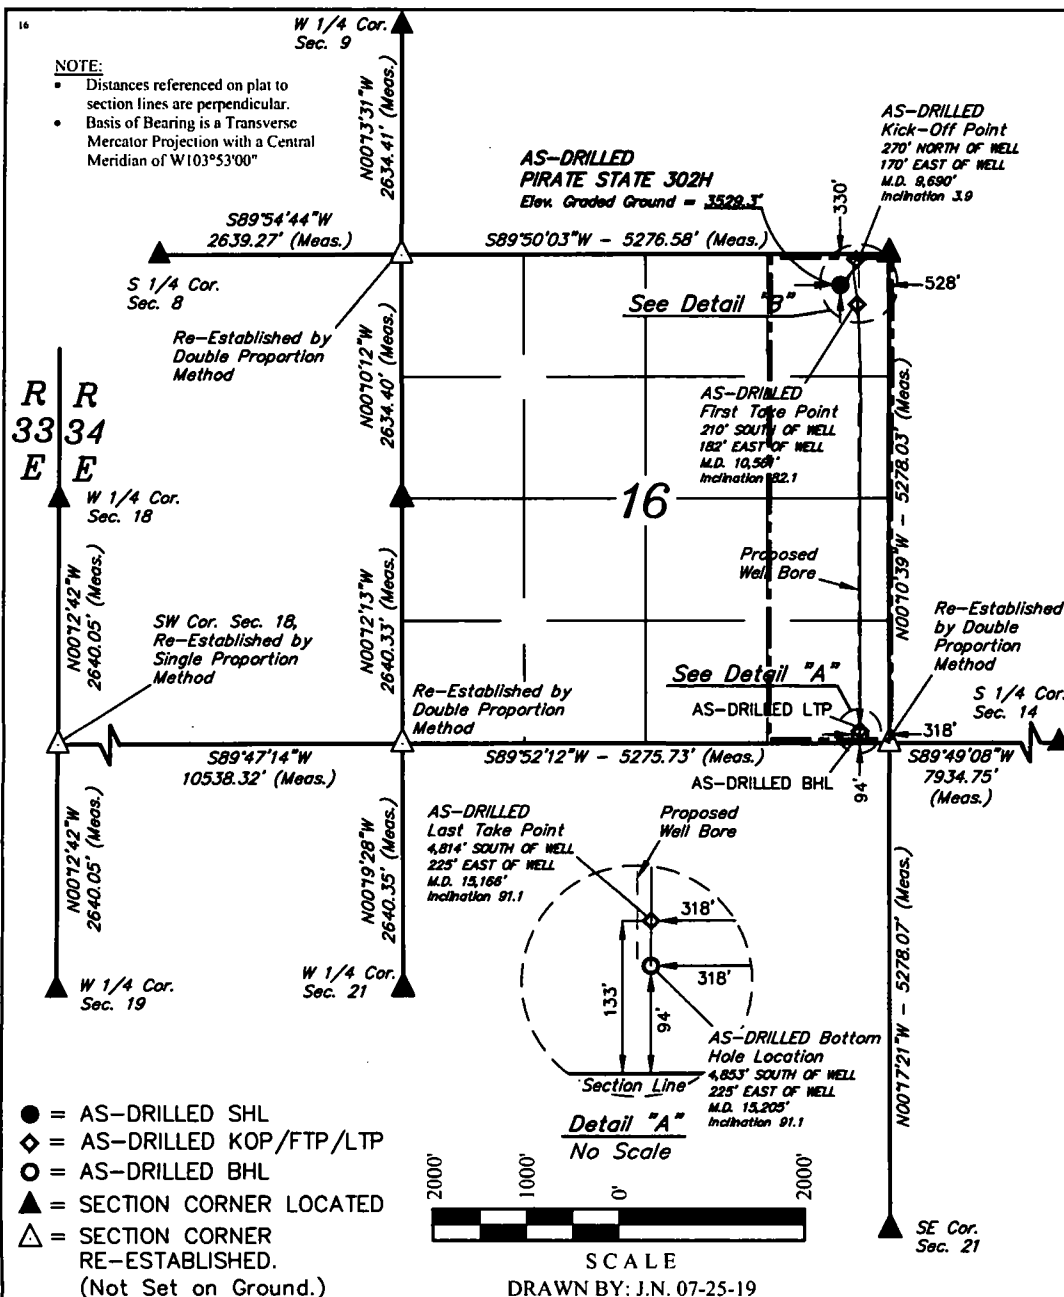 16
W 1/4 Cor.
Sec. 9
NOTE:
▪ Distances referenced on plat to
section lines are perpendicular.
• Basis of Bearing is a Transverse
Mercator Projection with a Central
Meridian of W103°53'00"
N00°13'31"W
2634.41' (Meas.)
AS-DRILLED
PIRATE STATE 302H
Elev. Graded Ground = 3529.3'
AS-DRILLED
Kick-Off Point
270' NORTH OF WELL
170' EAST OF WELL
M.D. 9,690'
Inclination 3.9
330'
S89°54'44"W
2639.27' (Meas.)
S89°50'03"W - 5276.58' (Meas.)
528'
S 1/4 Cor.
Sec. 8
See Detail "B"
Re-Established by
Double Proportion
Method
N00°10'12"W
2634.40' (Meas.)
R R
33 34
E E
AS-DRILLED
First Take Point
210' SOUTH OF WELL
182' EAST OF WELL
M.D. 10,561'
Inclination 82.1
N00°10'39"W - 5278.03' (Meas.)
W 1/4 Cor.
Sec. 18
16
Proposed
Well Bore
N00°12'42"W
2640.05' (Meas.)
SW Cor. Sec. 18,
Re-Established by
Single Proportion
Method
N00°12'13"W
2640.33' (Meas.)
Re-Established
by Double
Proportion
Method
See Detail "A"
Re-Established by
Double Proportion
Method
AS-DRILLED LTP
S 1/4 Cor.
Sec. 14
318'
S89°47'14"W
10538.32' (Meas.)
S89°52'12"W - 5275.73' (Meas.)
S89°49'08"W
7934.75'
(Meas.)
AS-DRILLED BHL
94'
N00°12'42"W
2640.05' (Meas.)
N00°19'28"W
2640.35' (Meas.)
AS-DRILLED
Last Take Point
4,814' SOUTH OF WELL
225' EAST OF WELL
M.D. 15,166'
Inclination 91.1
Proposed
Well Bore
318'
318'
133'
94'
N00°17'21"W - 5278.07' (Meas.)
W 1/4 Cor.
Sec. 19
W 1/4 Cor.
Sec. 21
AS-DRILLED Bottom
Hole Location
4,853' SOUTH OF WELL
225' EAST OF WELL
M.D. 15,205'
Inclination 91.1
Section Line
Detail "A"
No Scale
= AS-DRILLED SHL
= AS-DRILLED KOP/FTP/LTP
= AS-DRILLED BHL
= SECTION CORNER LOCATED
= SECTION CORNER
RE-ESTABLISHED.
(Not Set on Ground.)
2000' 1000' 0' 2000'
SCALE
DRAWN BY: J.N. 07-25-19
SE Cor.
Sec. 21